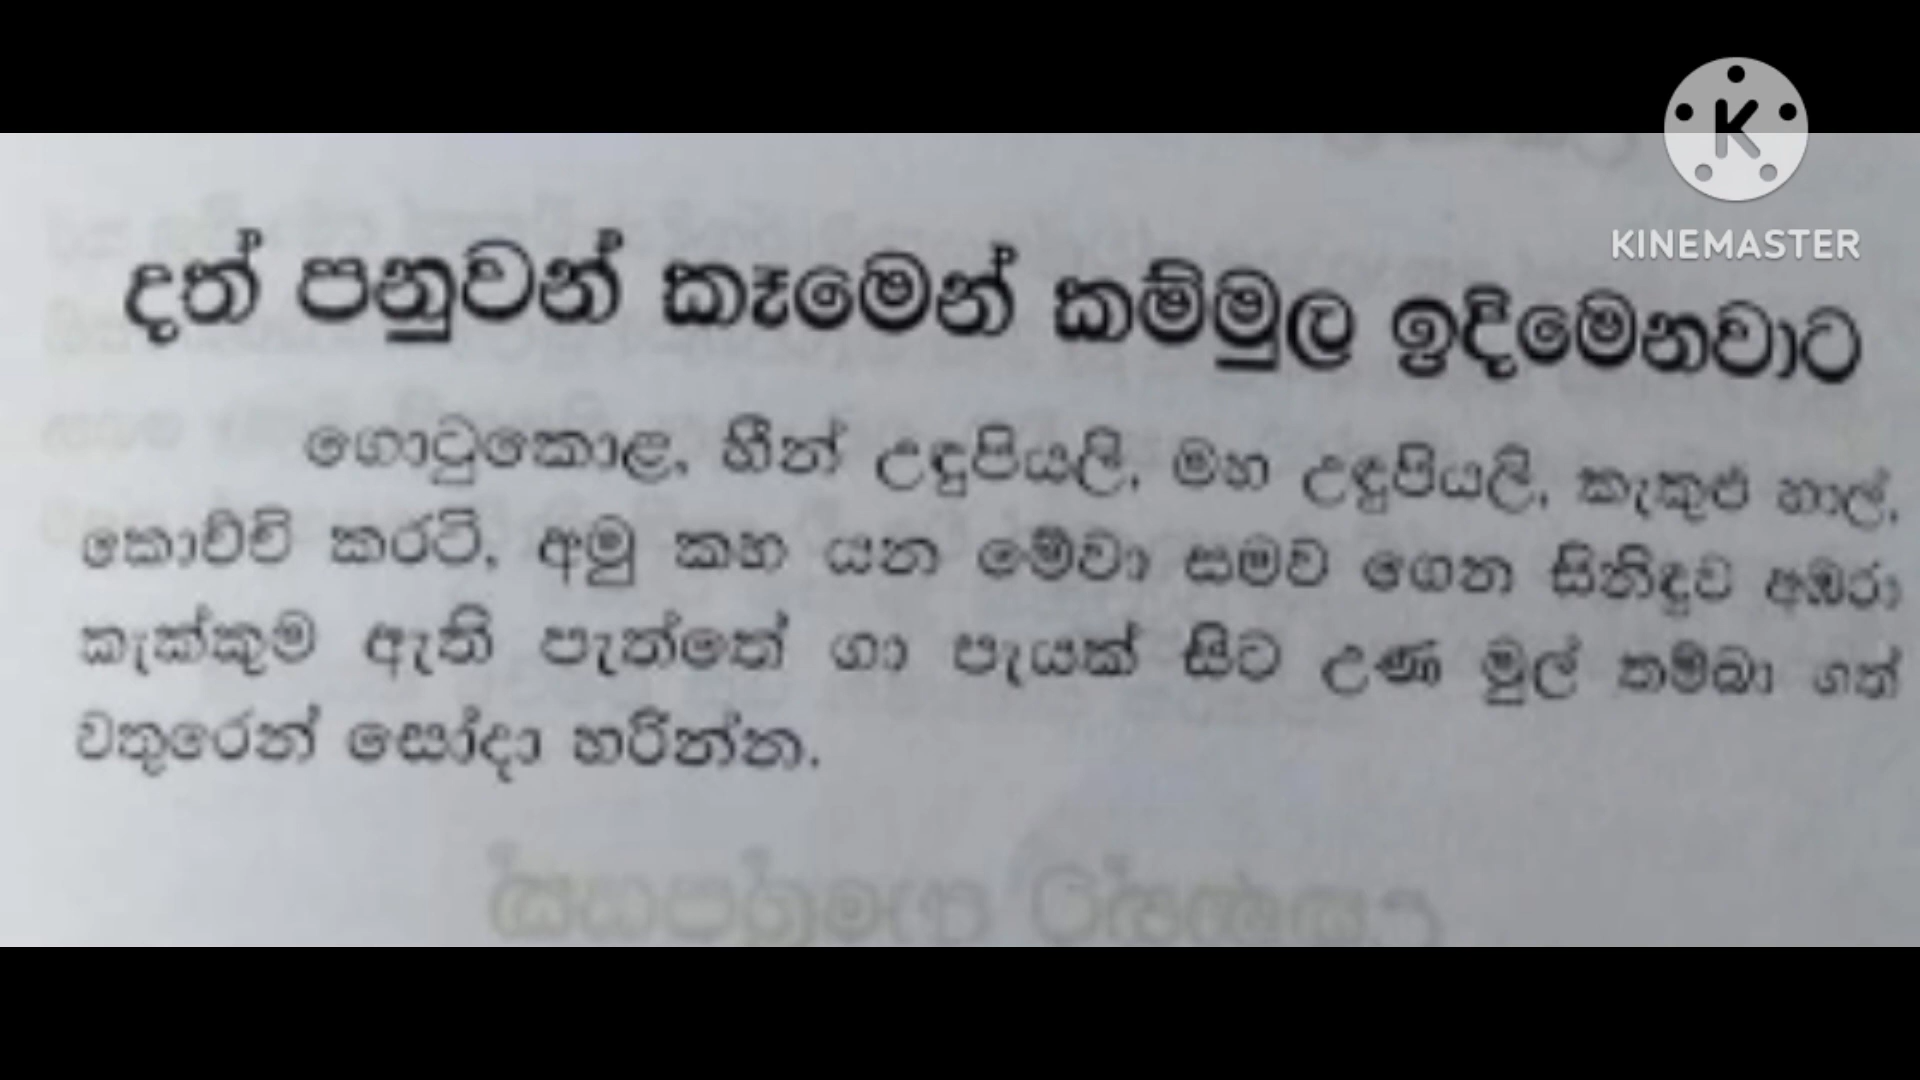 KINEMASTER
දත් පනුවන් කෑමෙන් කම්මුල ඉදිමෙනවාට
ගොටුකොළ, හීන් උඳුපියලි, මහ උඳුපියලි, කැකුළු හාල්,
කොච්චි කරටි, අමු කහ යන මේවා සමව ගෙන සිනිඳුව අඹරා
කැක්කුම ඇති පැත්තේ ගා පැයක් සිට උණ මුල් තම්බා ගත්
වතුරෙන් සෝදා හරින්න.